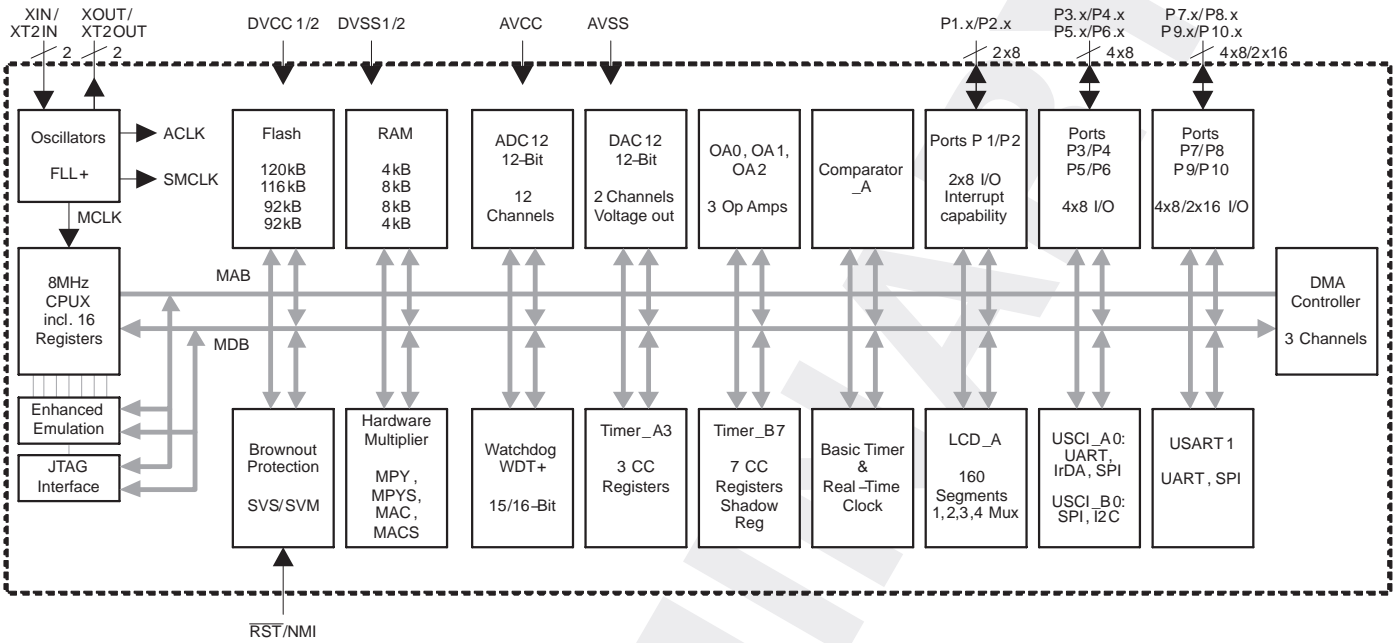 XIN/
XT2IN
2
XOUT/
XT2OUT
2
DVCC1/2
DVSS1/2
AVCC
AVSS
P1.x/P2.x
2x8
P3.x/P4.x
P5.x/P6.x
4x8
P7.x/P8.x
P9.x/P10.x
4x8/2x16
Oscillators
FLL+
ACLK
SMCLK
MCLK
Flash
120kB
116kB
92kB
92kB
RAM
4kB
8kB
8kB
4kB
ADC12
12-Bit
12
Channels
DAC12
12-Bit
2 Channels
Voltage out
OA0, OA1,
OA2
3 Op Amps
Comparator
_A
Ports P1/P2
2x8 I/O
Interrupt
capability
Ports
P3/P4
P5/P6
4x8 I/O
Ports
P7/P8
P9/P10
4x8/2x16 I/O
8MHz
CPUX
incl. 16
Registers
MAB
MDB
DMA
Controller
3 Channels
Enhanced
Emulation
JTAG
Interface
Brownout
Protection
SVS/SVM
Hardware
Multiplier
MPY,
MPYS,
MAC,
MACS
Watchdog
WDT+
15/16-Bit
Timer_A3
3 CC
Registers
Timer_B7
7 CC
Registers
Shadow
Reg
Basic Timer
&
Real-Time
Clock
LCD_A
160
Segments
1,2,3,4 Mux
USCI_A0:
UART,
IrDA, SPI
USCI_B0:
SPI, I2C
USART1
UART, SPI
RST/NMI